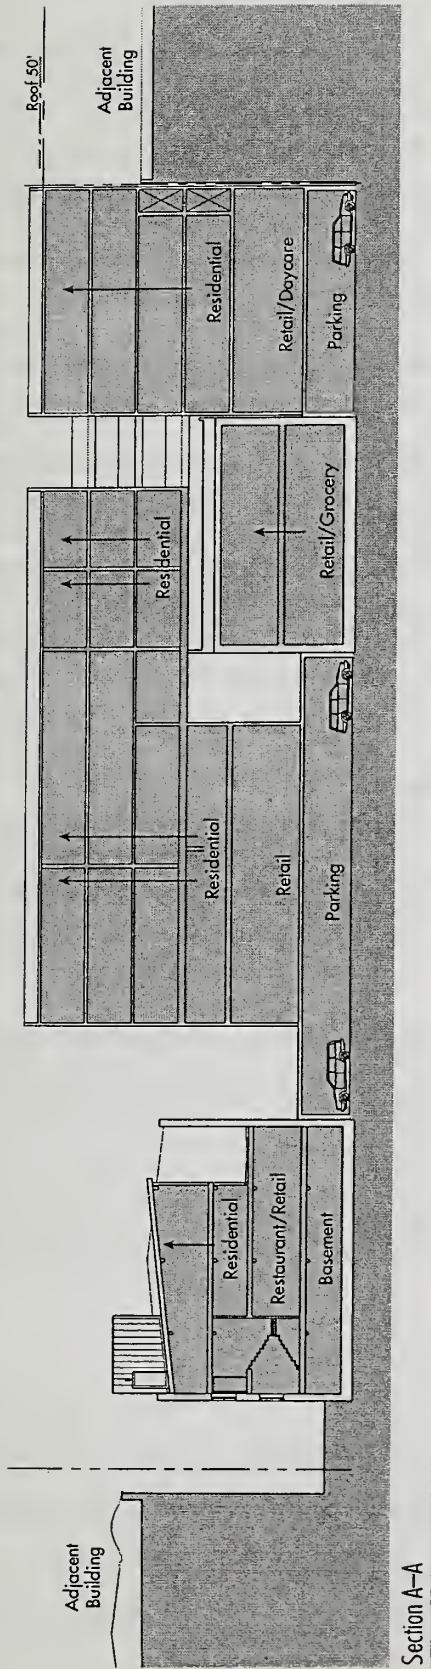 Adjacent
Building
Residential
Restaurant/Retail
Basement
Residential
Retail
Parking
Residential
Retail/Grocery
Residential
Retail/Daycare
Parking
Roof 50'
Adjacent
Building
Section A–A